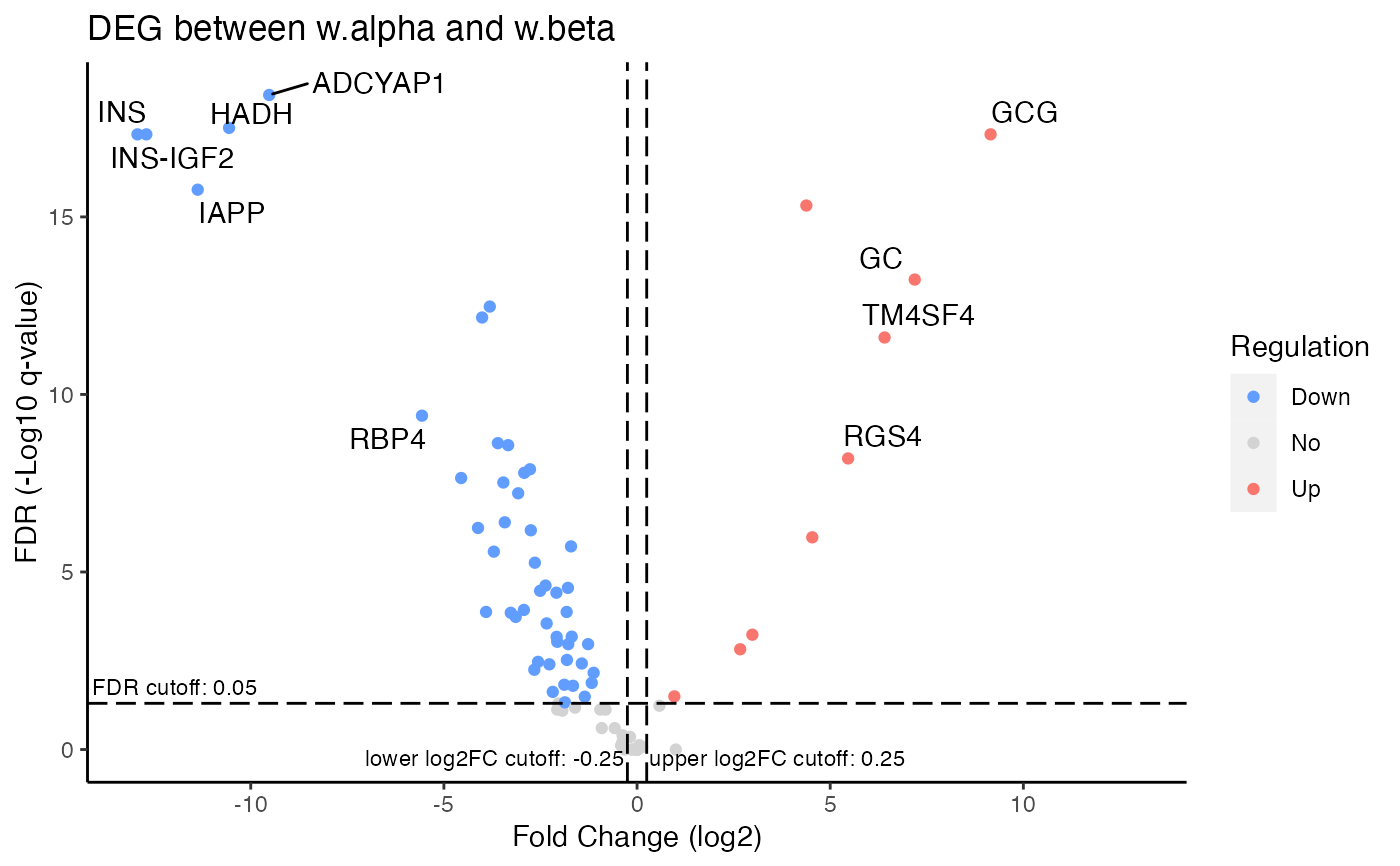 DEG between w.alpha and w.beta
ADCYAP1
INS
HADH
GCG
INS-IGF2
IAPP
GC
TM4SF4
RBP4
RGS4
FDR cutoff: 0.05
lower log2FC cutoff: -0.25
upper log2FC cutoff: 0.25
15
10
5
0
FDR (-Log10 q-value)
-10
-5
0
5
10
Fold Change (log2)
Regulation
Down
No
Up